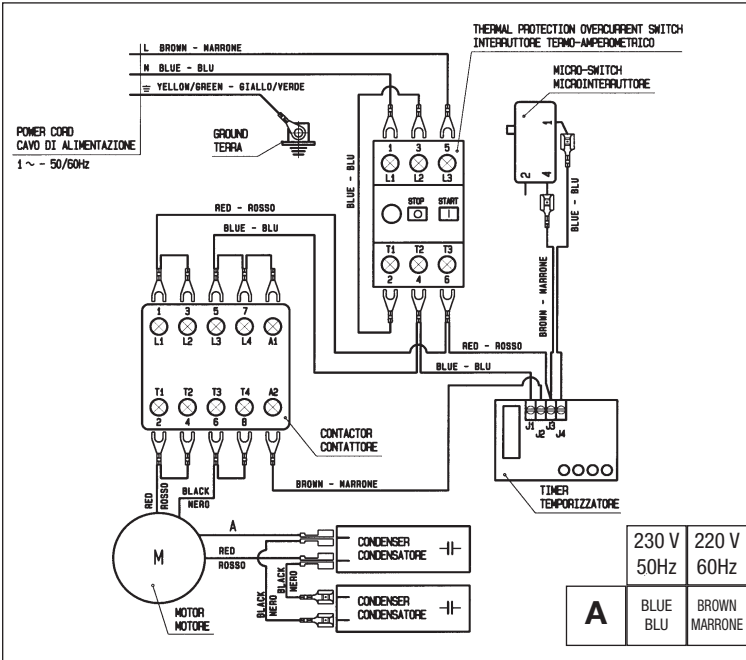 L BROWN - MARRONE
N BLUE - BLU
YELLOW/GREEN - GIALLO/VERDE
POWER CORD
CAVO DI ALIMENTAZIONE
1 ~ - 50/60Hz
GROUND
TERRA
THERMAL PROTECTION OVERCURRENT SWITCH
INTERRUTTORE TERMO-AMPEROMETRICO
MICRO-SWITCH
MICROINTERRUTTORE
1
2 4
BLUE - BLU
BROWN - MARRONE
BLUE - BLU
1 3 5
L1 L2 L3
STOP START
O I
T1 T2 T3
2 4 6
RED - ROSSO
BLUE - BLU
1 3 5 7
L1 L2 L3 L4 A1
T1 T2 T3 T4 A2
2 4 6 8
CONTACTOR
CONTATTORE
RED - ROSSO
BLUE - BLU
BROWN - MARRONE
J1 J2 J3 J4
TIMER
TEMPORIZZATORE
RED
ROSSO
BLACK
NERO
M
MOTOR
MOTORE
A
RED
ROSSO
BLACK
NERO
BLACK
NERO
CONDENSER
CONDENSATORE
CONDENSER
CONDENSATORE
230 V 220 V
50Hz 60Hz
A BLUE BROWN
BLU MARRONE